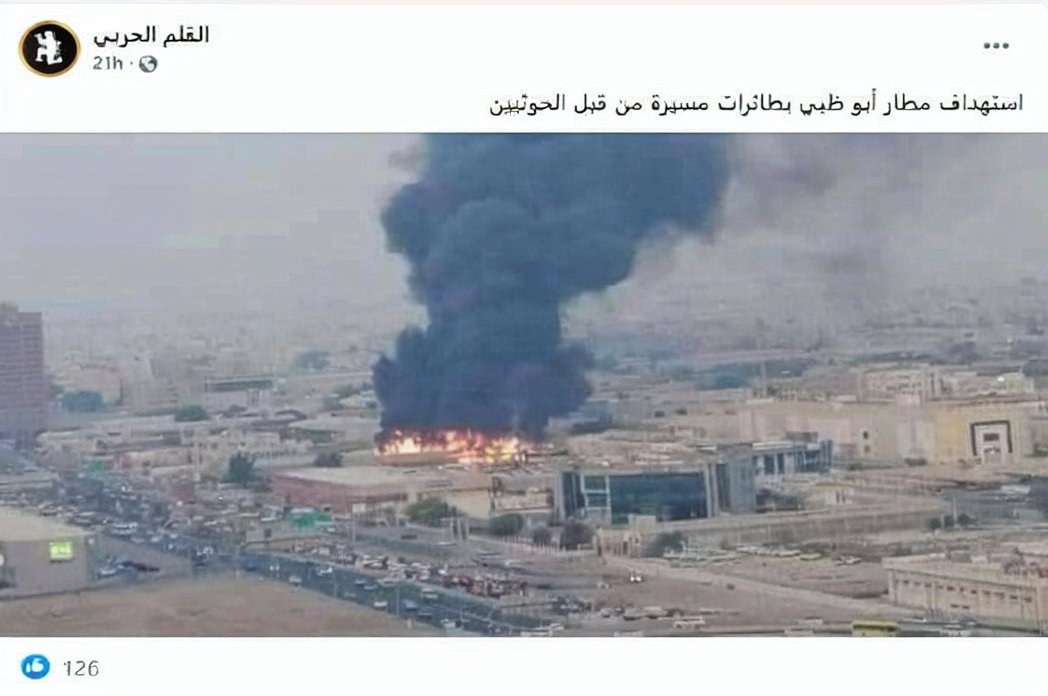 القلم الحربي
21h ·
استهداف مطار أبو ظبي بطائرات مسيرة من قبل الحوثيين
126